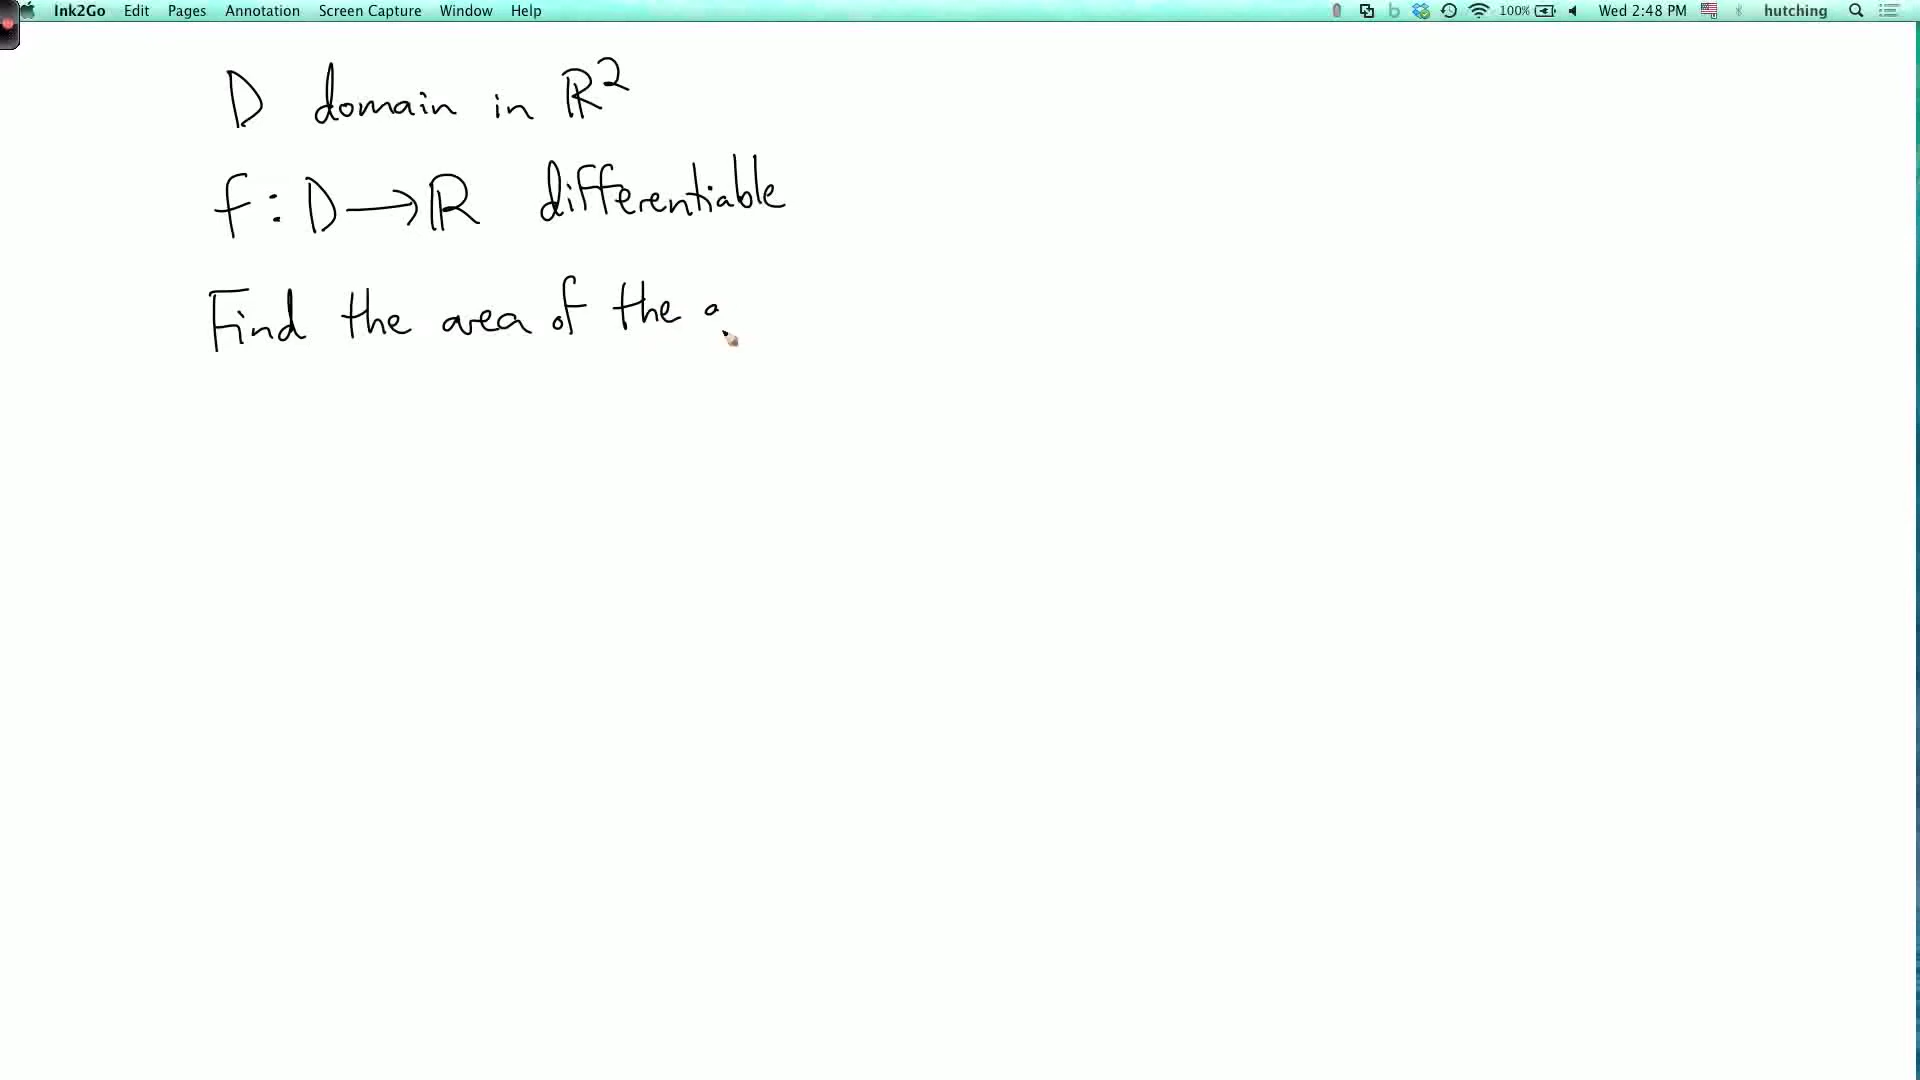 Ink2Go Edit Pages Annotation Screen Capture Window Help 100% Wed 2:48 PM hutching
D domain in ℝ²
f : D → ℝ differentiable
Find the area of the